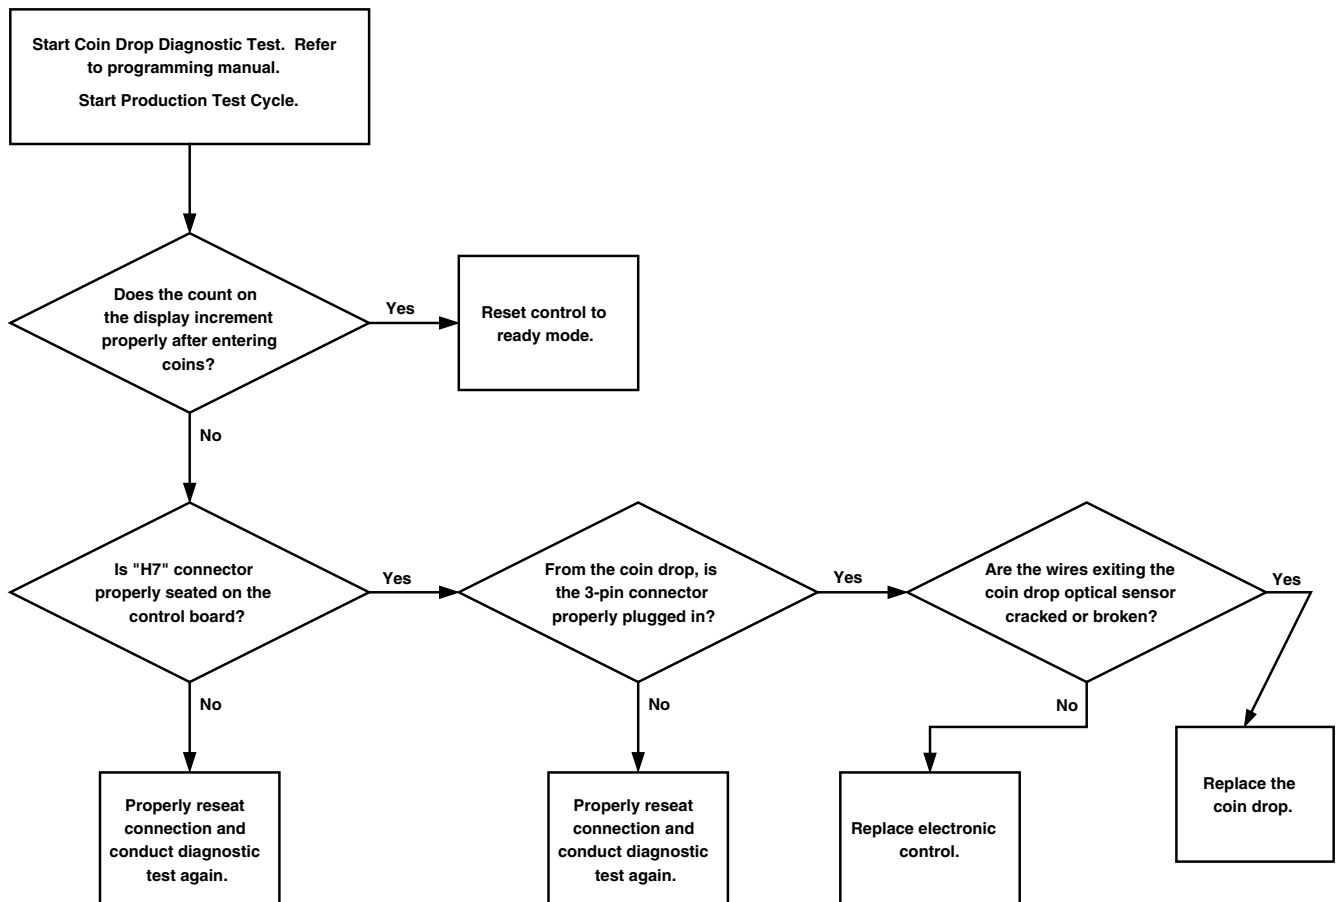 Start Coin Drop Diagnostic Test.  Refer
to programming manual.
Start Production Test Cycle.
Does the count on
the display increment
properly after entering
coins?
Yes
Reset control to
ready mode.
No
Is "H7" connector
properly seated on the
control board?
Yes
From the coin drop, is
the 3-pin connector
properly plugged in?
Yes
Are the wires exiting the
coin drop optical sensor
cracked or broken?
Yes
No
No
No
Properly reseat
connection and
conduct diagnostic
test again.
Properly reseat
connection and
conduct diagnostic
test again.
Replace electronic
control.
Replace the
coin drop.